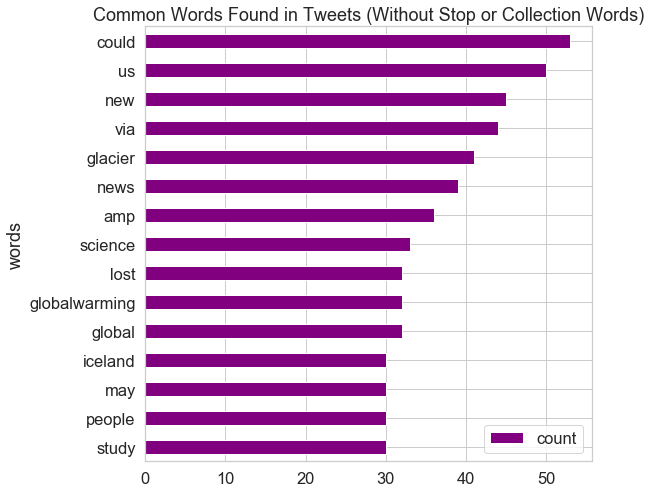 Common Words Found in Tweets (Without Stop or Collection Words)
could
us
new
via
glacier
news
amp
science
lost
globalwarming
global
iceland
may
people
study
words
count
0 10 20 30 40 50